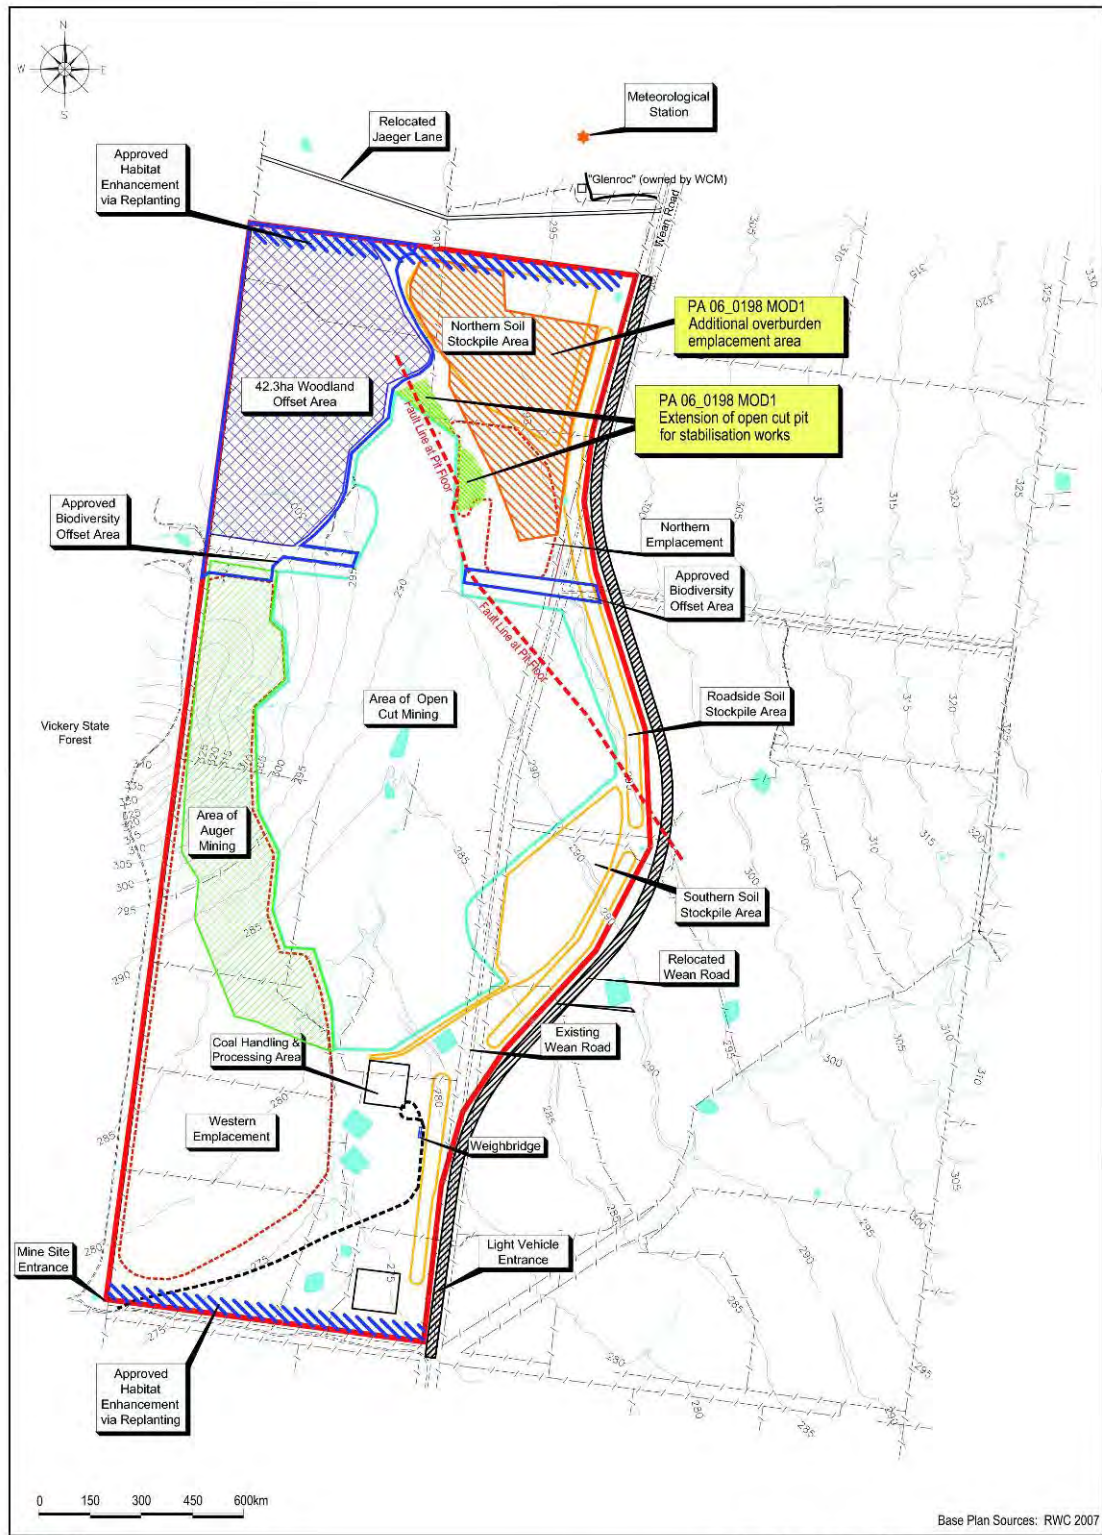 N
W
E
S
Meteorological
Station
Relocated
Jaeger Lane
Approved
Habitat
Enhancement
via Replanting
"Glenroc" (owned by WCM)
Wean Road
PA 06_0198 MOD1
Additional overburden
emplacement area
Northern Soil
Stockpile Area
42.3ha Woodland
Offset Area
PA 06_0198 MOD1
Extension of open cut pit
for stabilisation works
Fault Line at Pit Floor
Approved
Biodiversity
Offset Area
Northern
Emplacement
Approved
Biodiversity
Offset Area
Fault Line at Pit Floor
Area of Open
Cut Mining
Roadside Soil
Stockpile Area
Vickery State
Forest
Area of
Auger
Mining
Southern Soil
Stockpile Area
Relocated
Wean Road
Existing
Wean Road
Coal Handling &
Processing Area
Western
Emplacement
Weighbridge
Mine Site
Entrance
Light Vehicle
Entrance
Approved
Habitat
Enhancement
via Replanting
0 150 300 450 600km
Base Plan Sources: RWC 2007